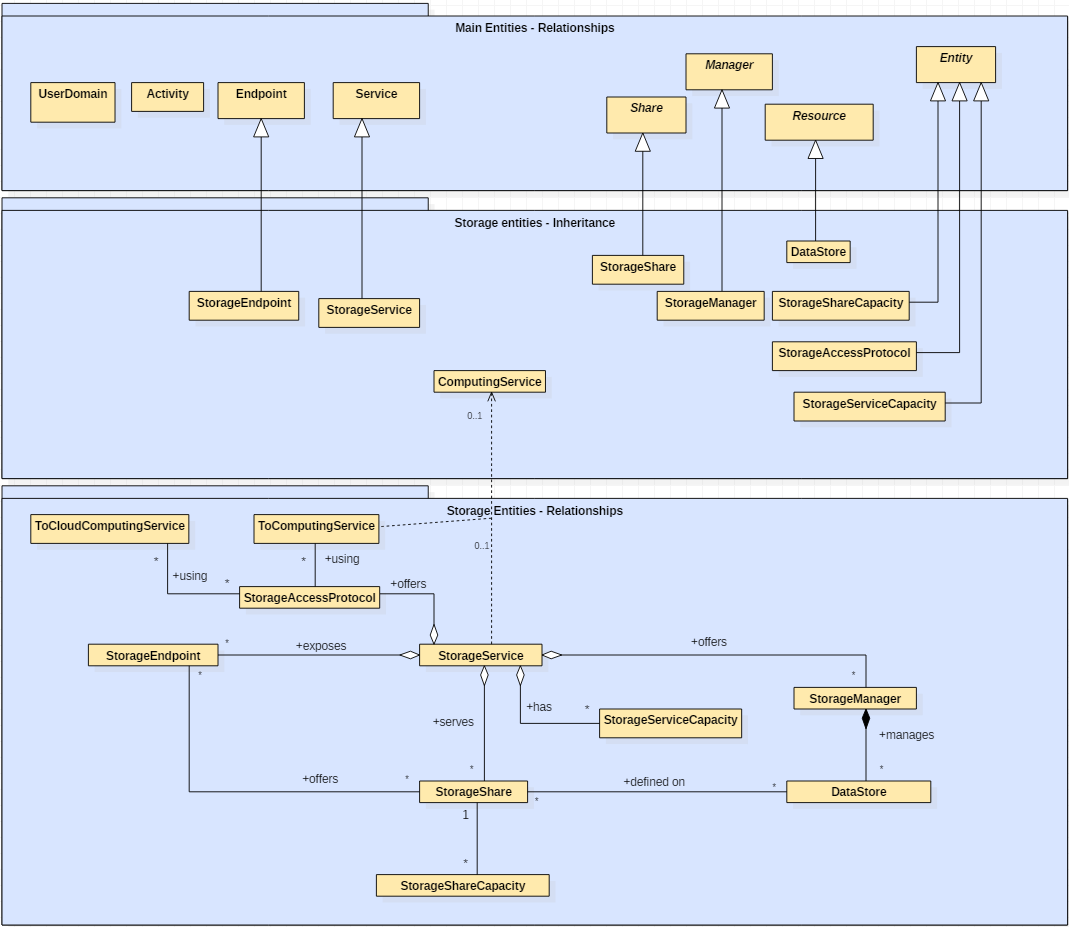 Main Entities - Relationships
UserDomain
Activity
Endpoint
Service
Share
Manager
Resource
Entity
Storage entities - Inheritance
StorageEndpoint
StorageService
StorageShare
StorageManager
DataStore
StorageShareCapacity
StorageAccessProtocol
StorageServiceCapacity
ComputingService
0..1
Storage Entities - Relationships
ToCloudComputingService
ToComputingService
0..1
*
+using
*
*
+using
StorageAccessProtocol
+offers
StorageEndpoint
*
+exposes
*
StorageService
+offers
*
StorageManager
+has
*
StorageServiceCapacity
+serves
*
+manages
*
+offers
*
StorageShare
*
+defined on
*
DataStore
1
*
StorageShareCapacity